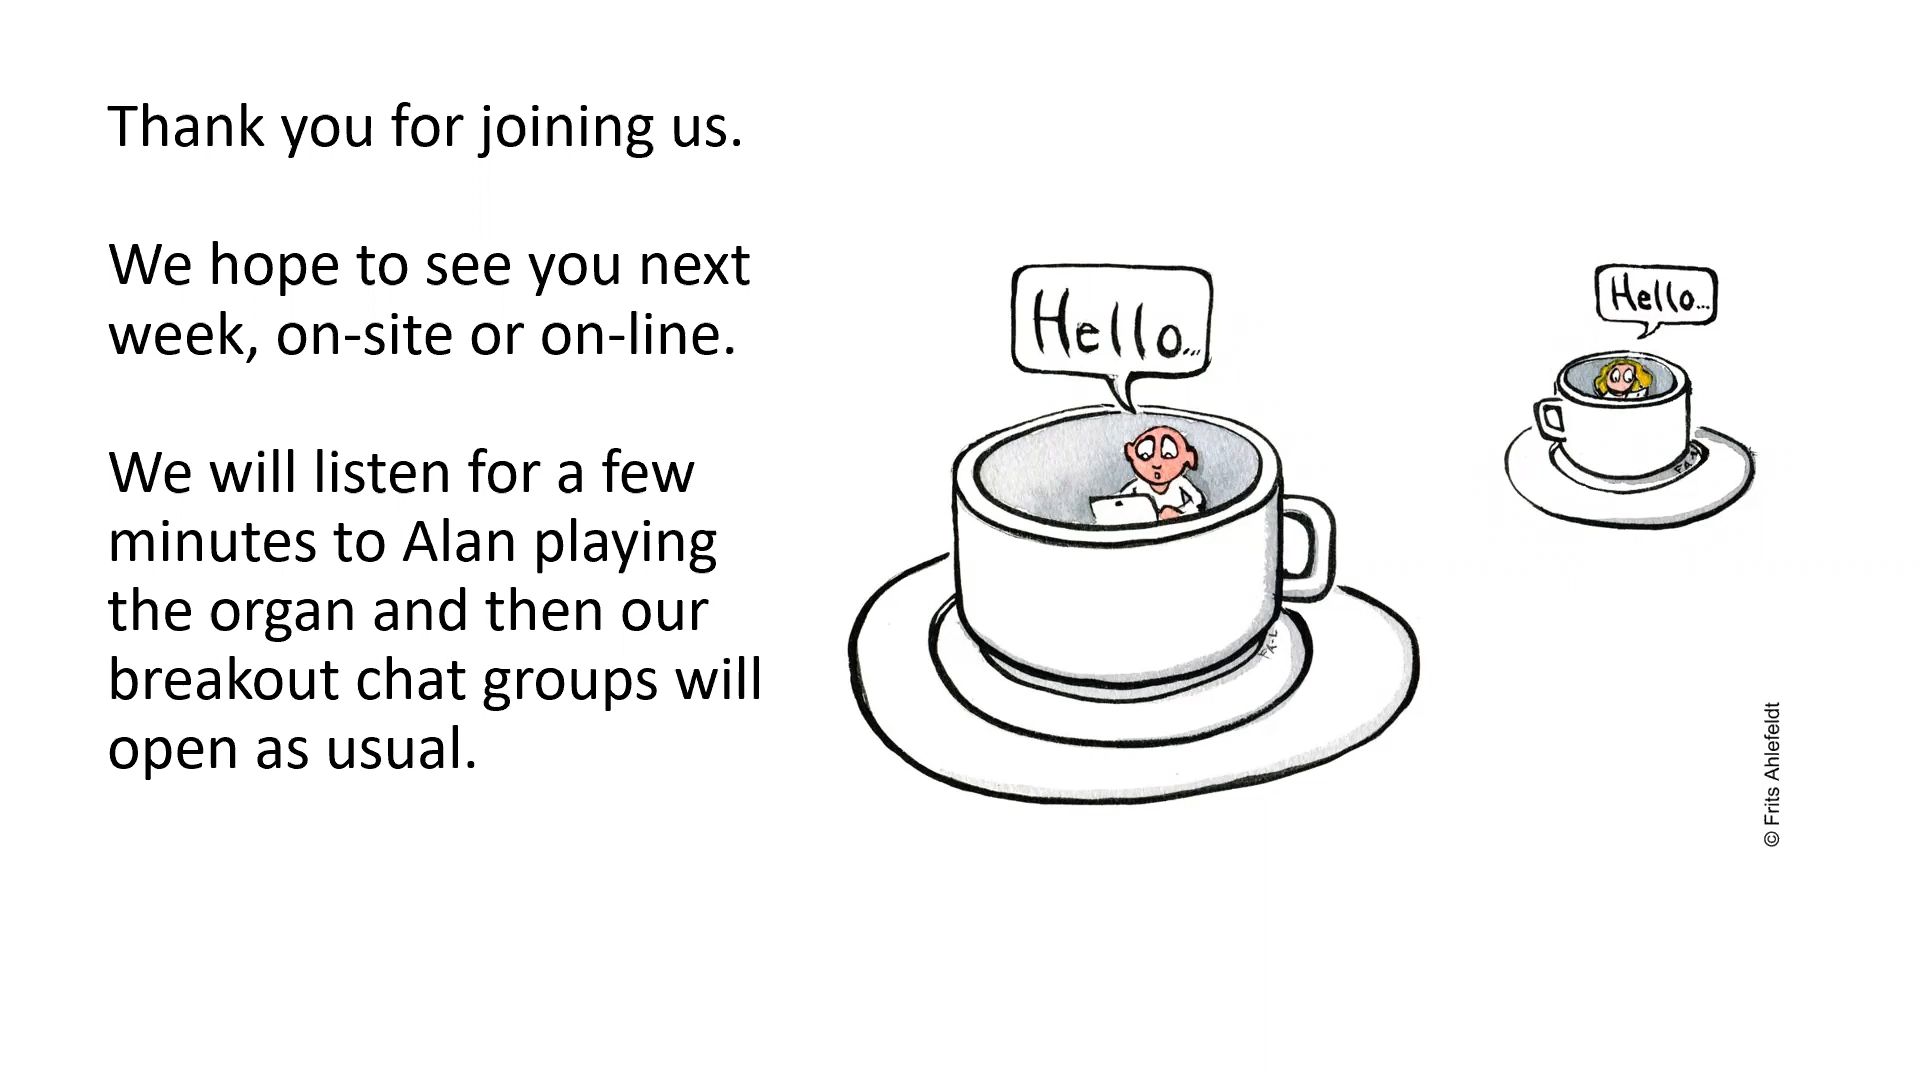 Thank you for joining us.
We hope to see you next
week, on-site or on-line.
We will listen for a few
minutes to Alan playing
the organ and then our
breakout chat groups will
open as usual.
Hello...
Hello...
FA-L
© Frits Ahlefeldt